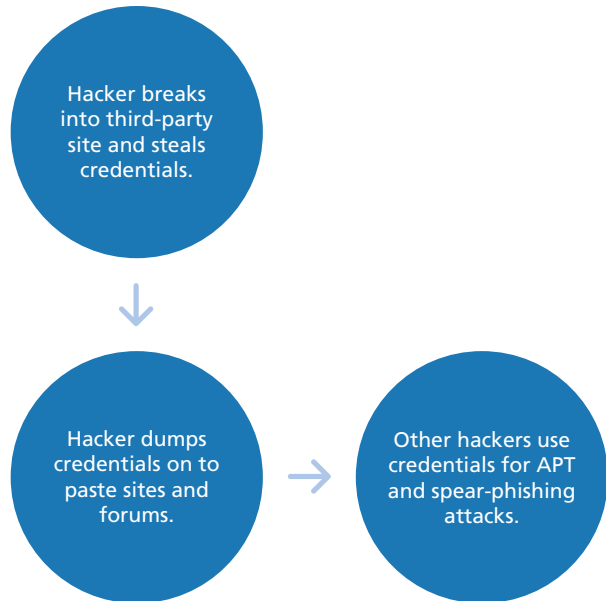 Hacker breaks
into third-party
site and steals
credentials.
Hacker dumps
credentials on to
paste sites and
forums.
Other hackers use
credentials for APT
and spear-phishing
attacks.